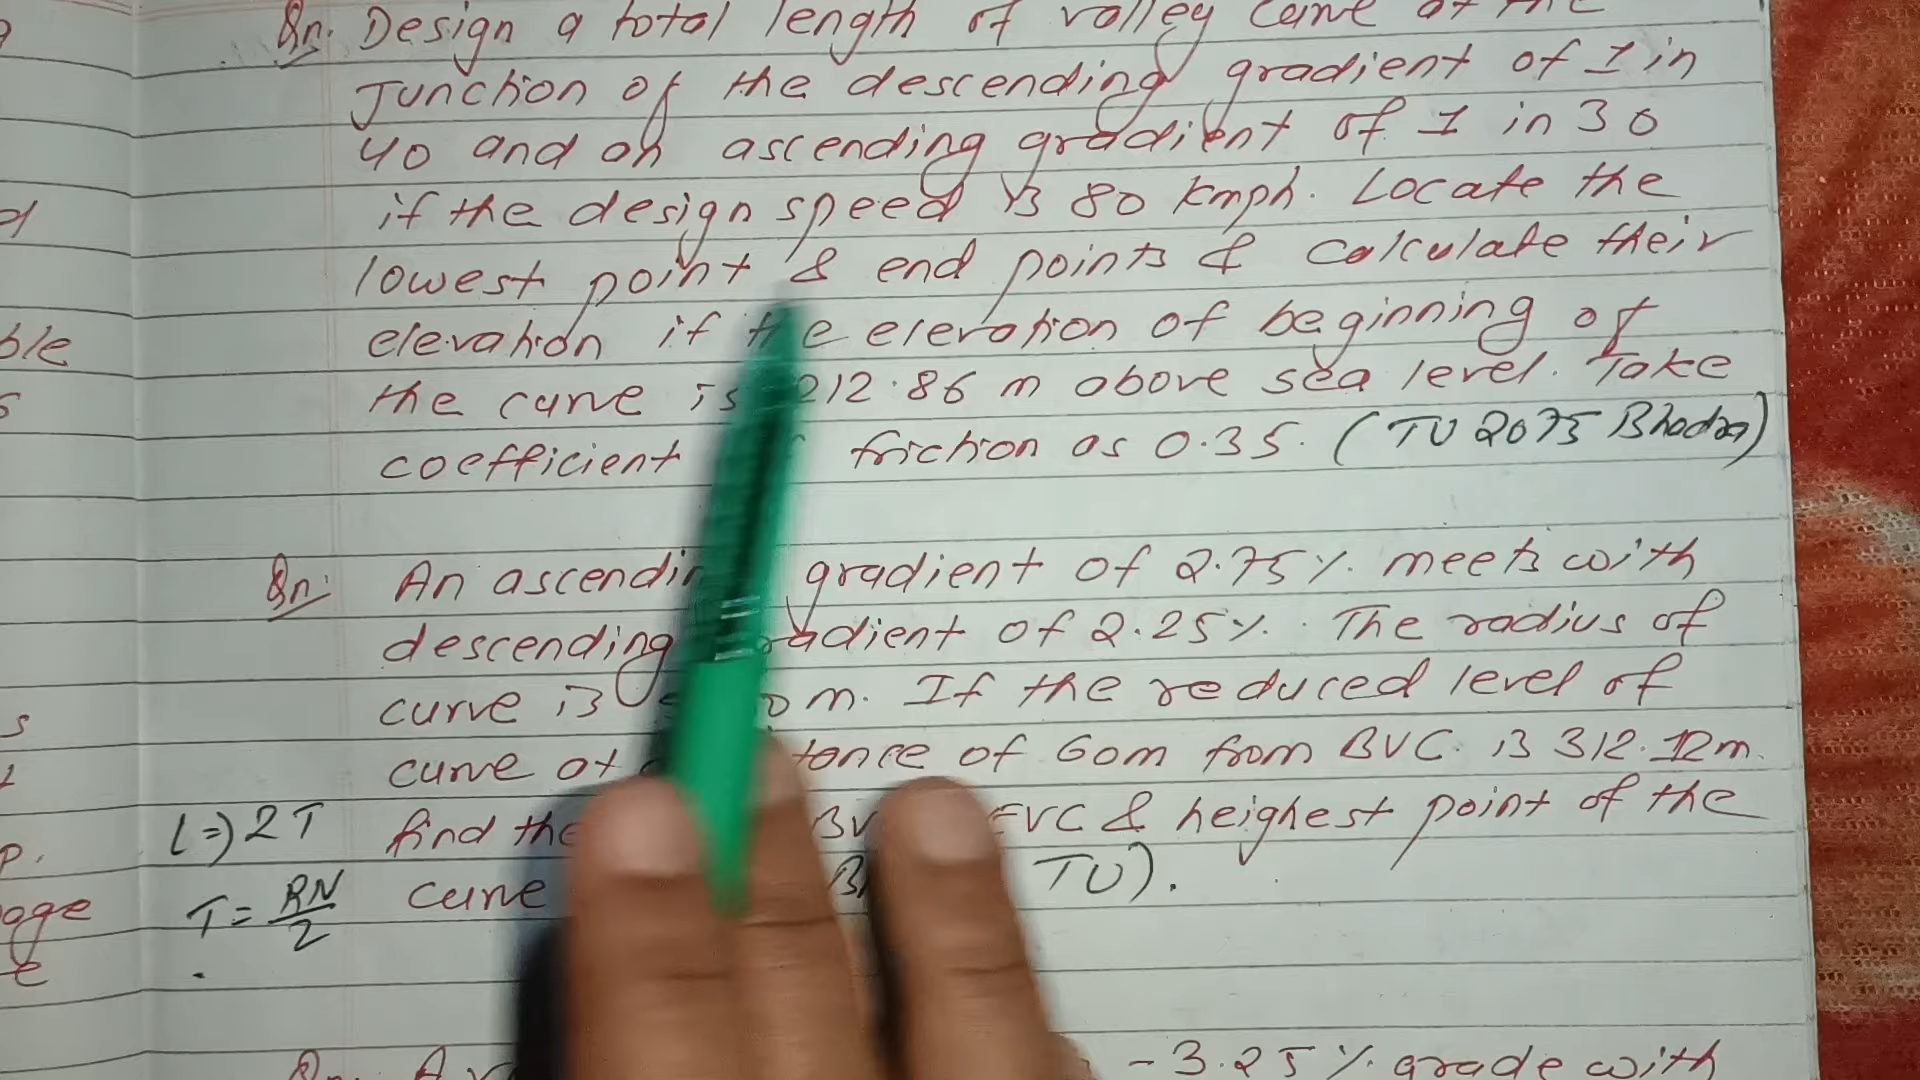 Qn: Design a total length of valley curve at the
Junction of the descending gradient of 1 in
40 and an ascending gradient of 1 in 30
if the design speed is 80 kmph. Locate the
lowest point & end points & calculate their
elevation if the elevation of beginning of
the curve is 212.86 m above sea level. Take
coefficient friction as 0.35. (TU 2075 Bhadra)
Qn: An ascending gradient of 2.75%. meets with
descending gradient of 2.25%. The radius of
curve is m. If the reduced level of
curve at of 60m from BVC. is 312.12m.
find the EVC & heighest point of the
curve TU).
L=) 2T
T = RN/2
ble
age
- 3.25 %. grade with